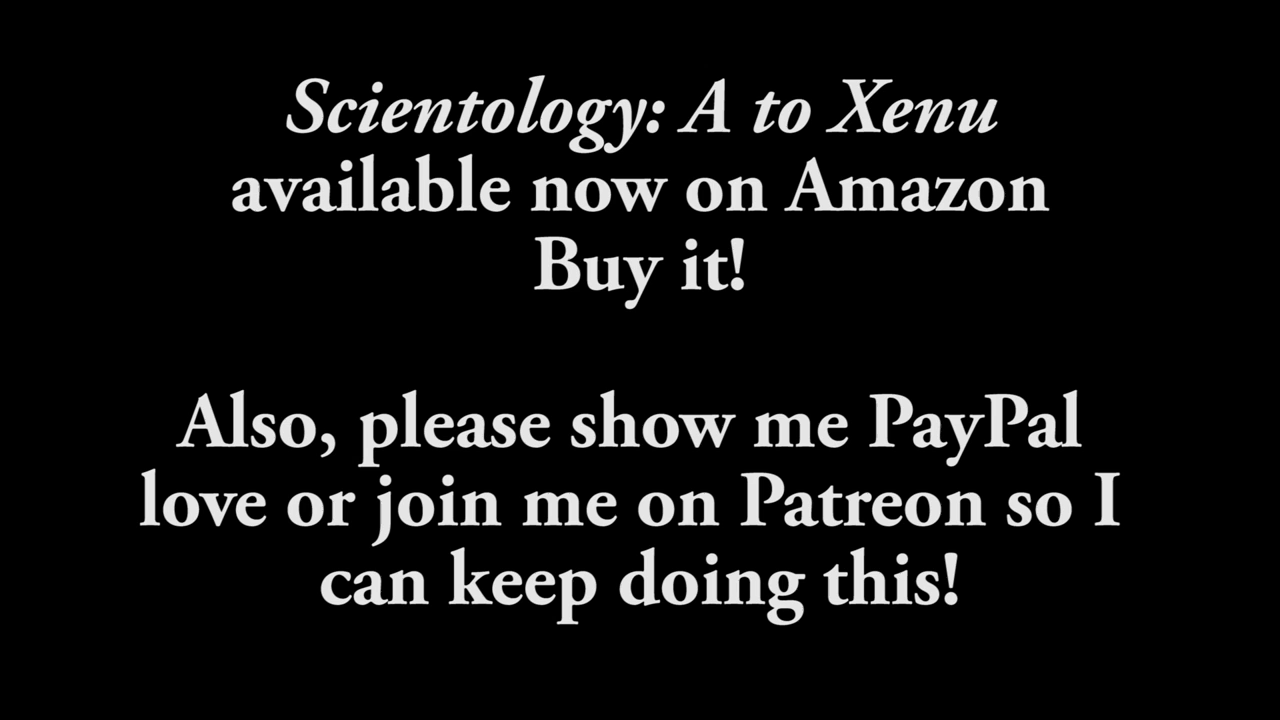 Scientology: A to Xenu
available now on Amazon
Buy it!
Also, please show me PayPal
love or join me on Patreon so I
can keep doing this!